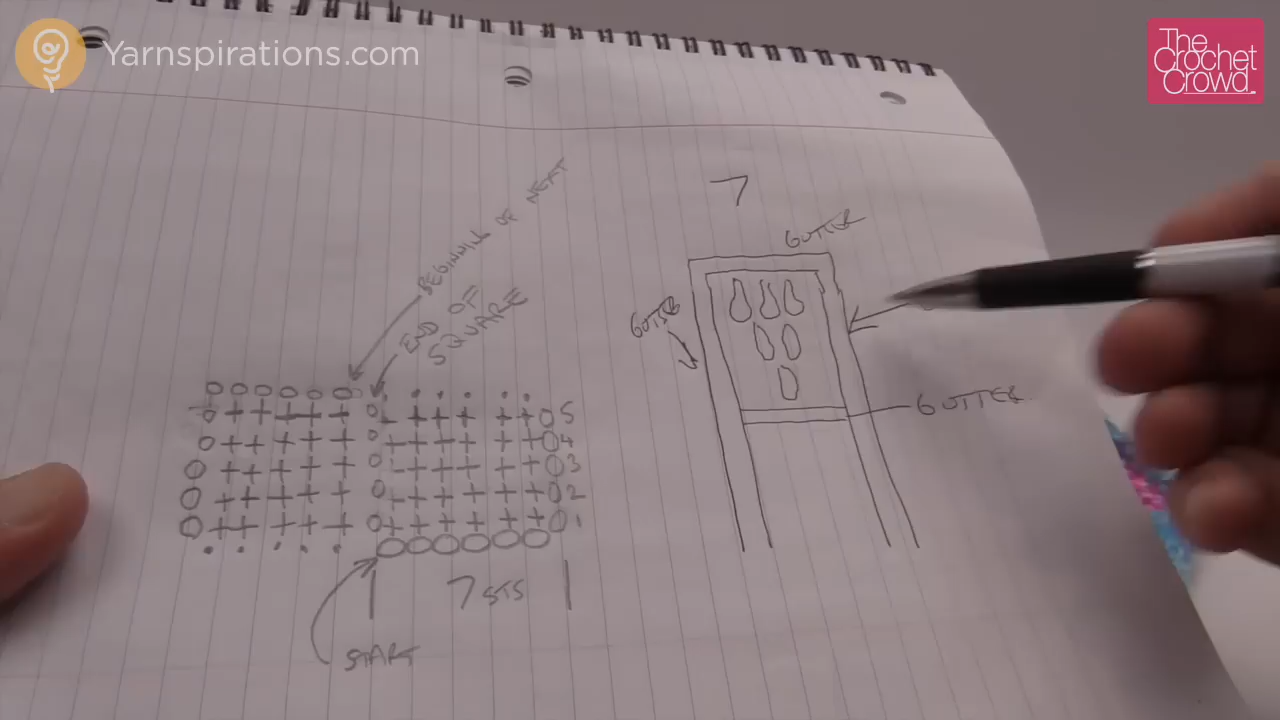 Yarnspirations.com
The
Crochet
Crowd
7
GUTTER
BEGINNING OF NEXT
END OF
SQUARE
GUTTER
GUTTER
5
4
3
2
1
7 STS
START